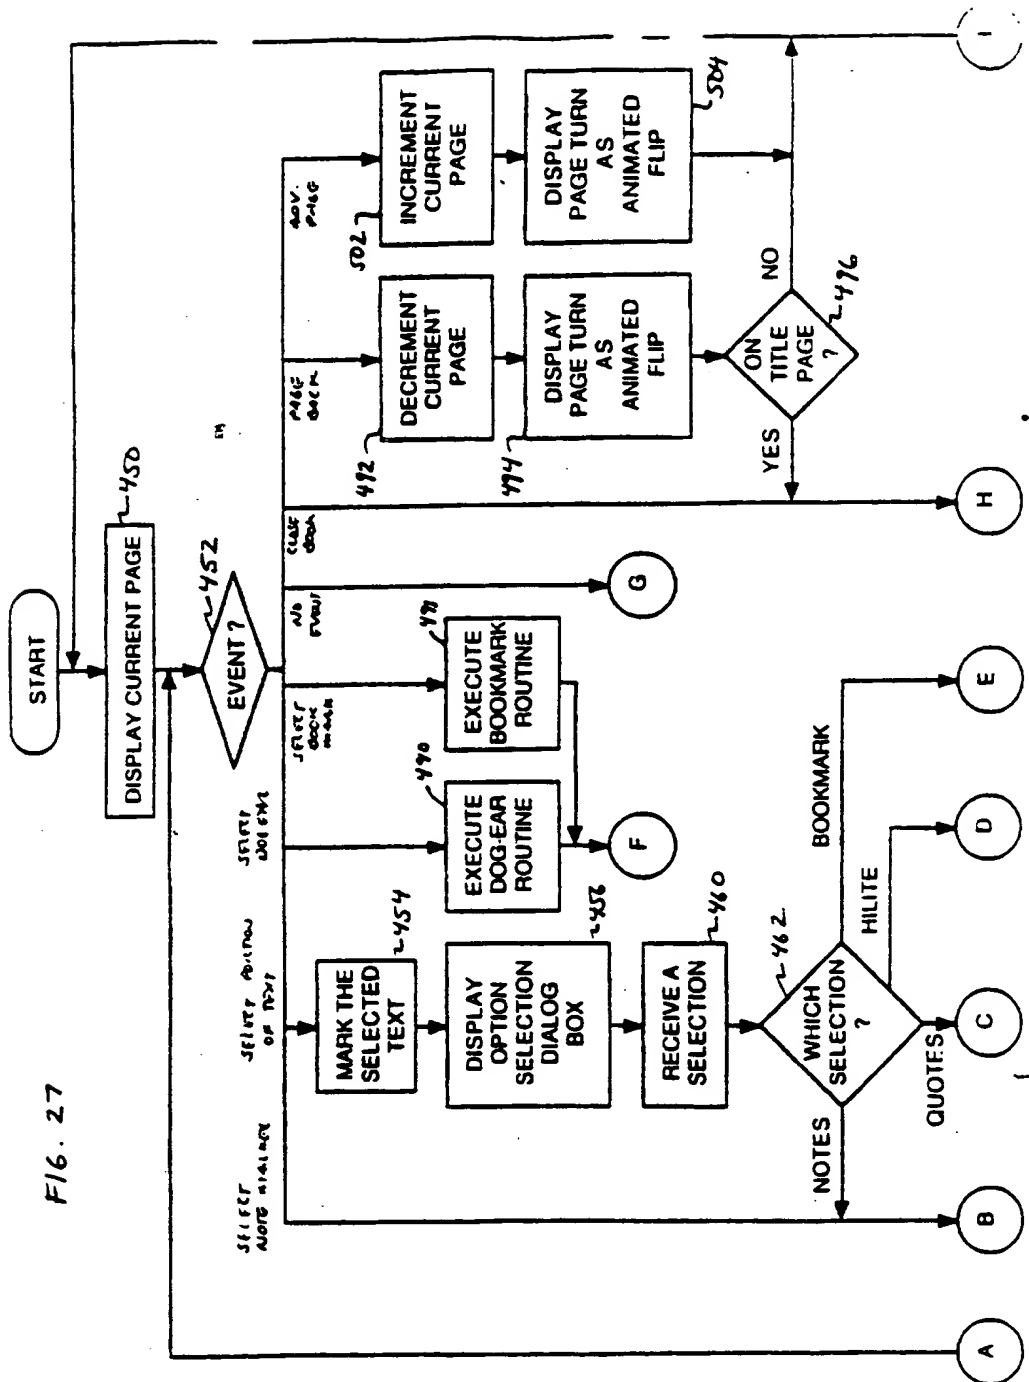 FIG. 27
START
DISPLAY CURRENT PAGE
450
EVENT ?
452
SELECT
NOTE
SELECT PORTION
OF TEXT
SELECT
DOG EAR
SELECT
BOOK
MARK
NO
EVENT
CLOSE
BOOK
PAGE
BACK
ADV.
PAGE
MARK THE
SELECTED
TEXT
454
DISPLAY
OPTION
SELECTION
DIALOG
BOX
RECEIVE A
SELECTION
460
WHICH
SELECTION
?
462
NOTES
QUOTES
HILITE
BOOKMARK
490
EXECUTE
DOG-EAR
ROUTINE
EXECUTE
BOOKMARK
ROUTINE
F
G
492
DECREMENT
CURRENT
PAGE
494
DISPLAY
PAGE TURN
AS
ANIMATED
FLIP
ON
TITLE
PAGE
?
496
YES
NO
502
INCREMENT
CURRENT
PAGE
DISPLAY
PAGE TURN
AS
ANIMATED
FLIP
504
A
B
C
D
E
H
I